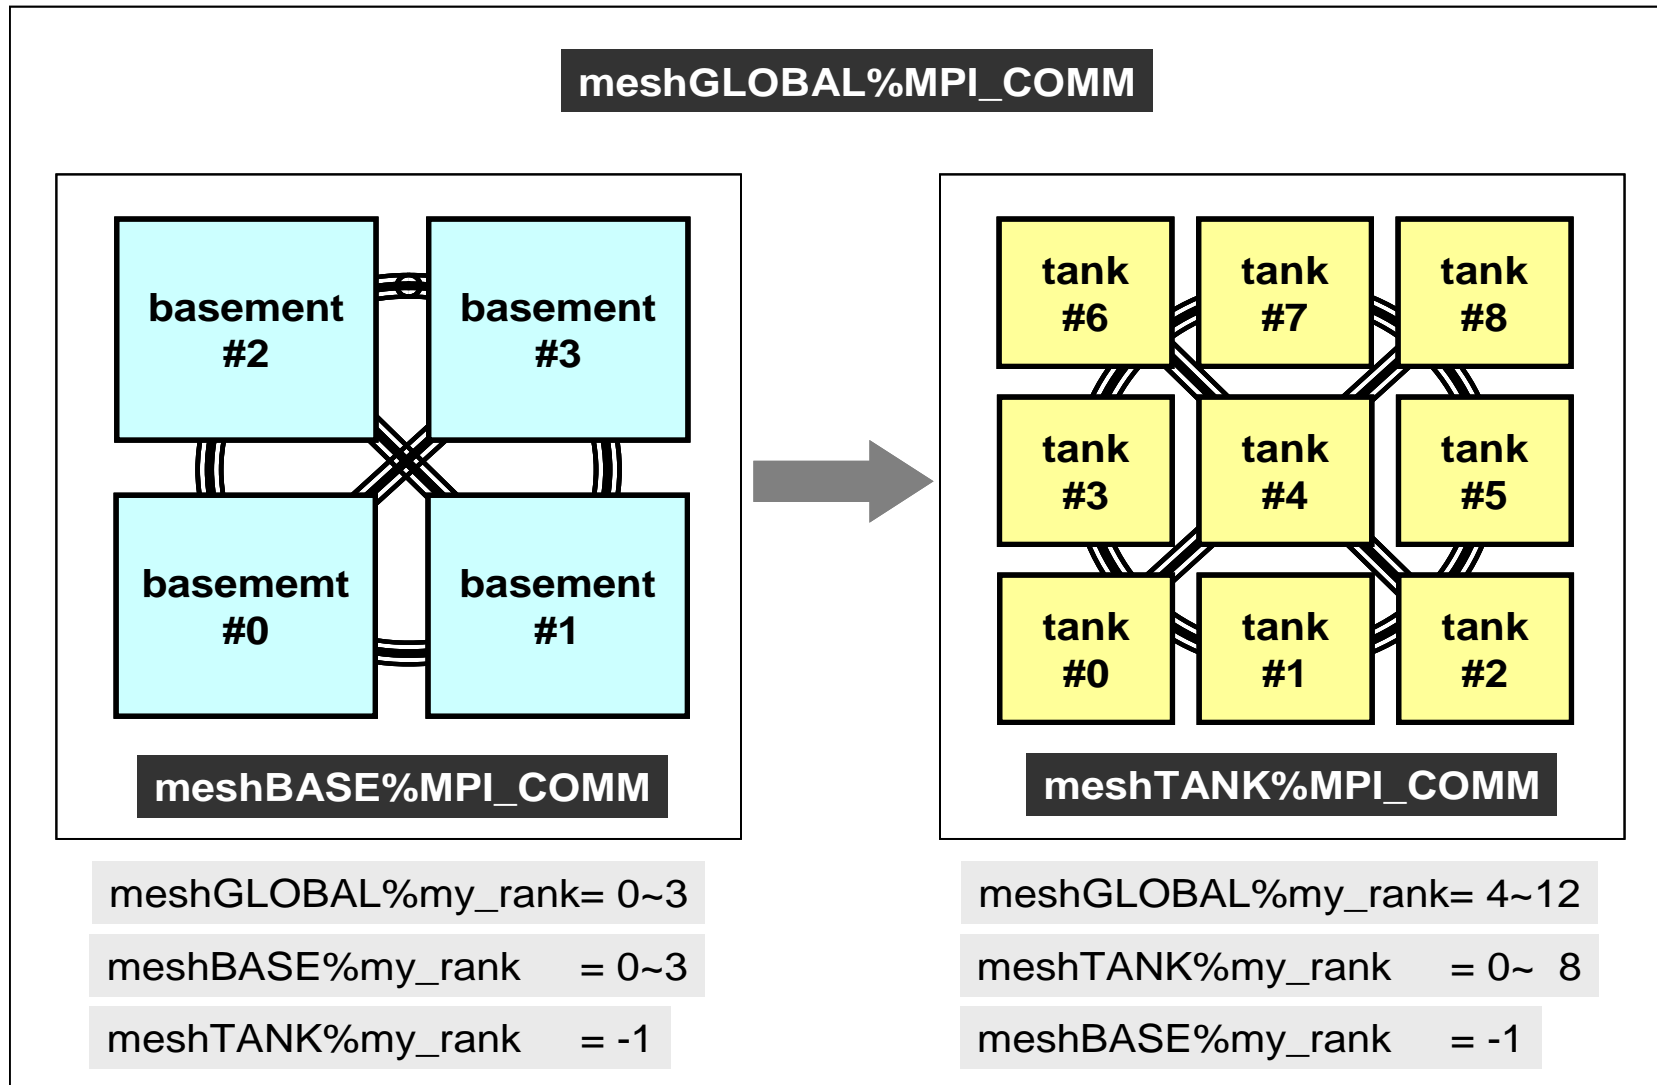 meshGLOBAL%MPI_COMM
basement
#2
basement
#3
basememt
#0
basement
#1
meshBASE%MPI_COMM
meshGLOBAL%my_rank= 0~3
meshBASE%my_rank = 0~3
meshTANK%my_rank = -1
tank
#6
tank
#7
tank
#8
tank
#3
tank
#4
tank
#5
tank
#0
tank
#1
tank
#2
meshTANK%MPI_COMM
meshGLOBAL%my_rank= 4~12
meshTANK%my_rank = 0~ 8
meshBASE%my_rank = -1